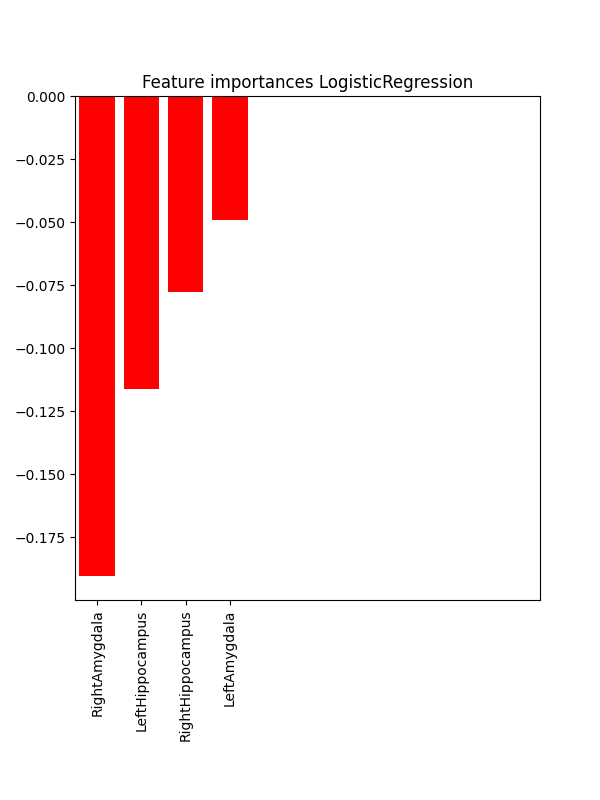 Feature importances LogisticRegression
0.000
−0.025
−0.050
−0.075
−0.100
−0.125
−0.150
−0.175
RightAmygdala
LeftHippocampus
RightHippocampus
LeftAmygdala